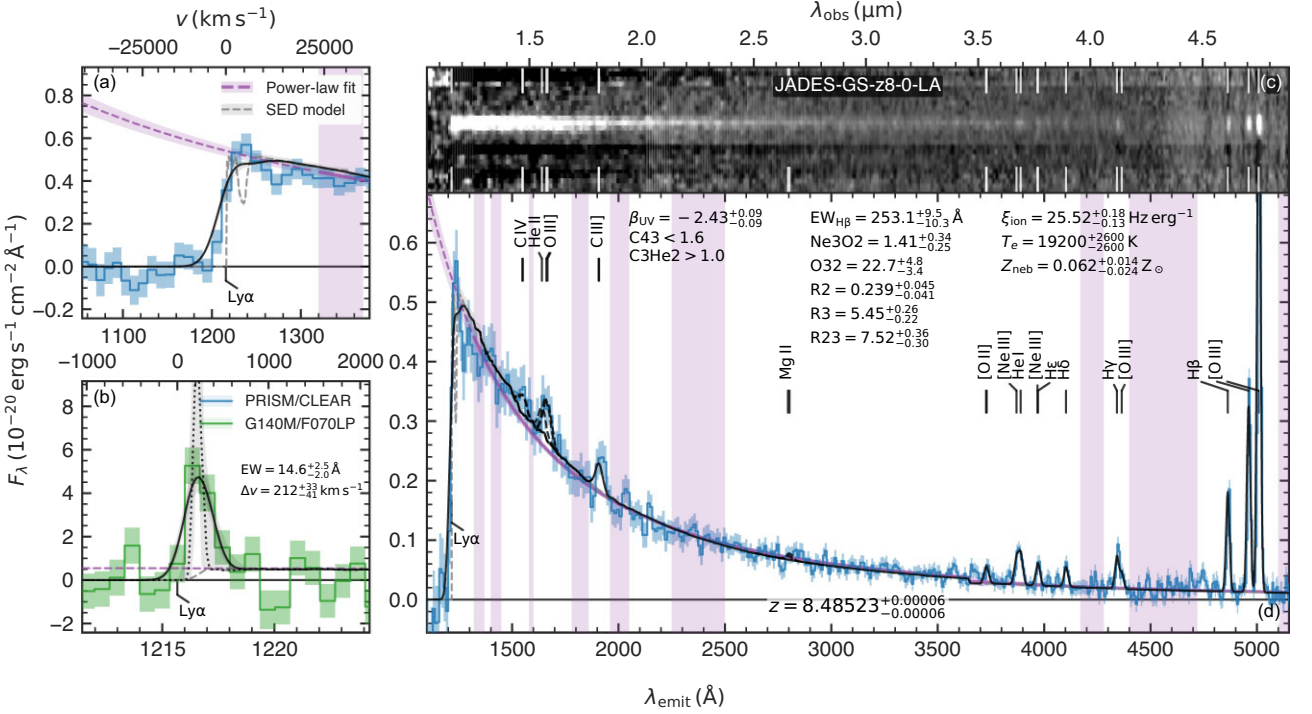 v (km s⁻¹)
−25000 0 25000
(a)
Power-law fit
SED model
0.8
0.6
0.4
0.2
0.0
−0.2
Lyα
1100 1200 1300
−1000 0 1000 2000
(b)
PRISM/CLEAR
G140M/F070LP
EW = 14.6 +2.5 −2.0 Å
Δv = 212 +33 −41 km s⁻¹
8
6
4
2
0
−2
Lyα
1215 1220
F_λ (10⁻²⁰ erg s⁻¹ cm⁻² Å⁻¹)
λ_obs (μm)
1.5 2.0 2.5 3.0 3.5 4.0 4.5
JADES-GS-z8-0-LA
(c)
β_UV = −2.43 +0.09 −0.09
C43 < 1.6
C3He2 > 1.0
EW_Hβ = 253.1 +9.5 −10.3 Å
Ne3O2 = 1.41 +0.34 −0.25
O32 = 22.7 +4.8 −3.4
R2 = 0.239 +0.045 −0.041
R3 = 5.45 +0.26 −0.22
R23 = 7.52 +0.36 −0.30
ξ_ion = 25.52 +0.18 −0.13 Hz erg⁻¹
T_e = 19200 +2600 −2600 K
Z_neb = 0.062 +0.014 −0.024 Z_⊙
C IV
He II
O III]
C III]
Mg II
[O II]
[Ne III]
He I
[Ne III]
Hε
Hδ
Hγ
[O III]
Hβ
[O III]
0.6
0.5
0.4
0.3
0.2
0.1
0.0
Lyα
z = 8.48523 +0.00006 −0.00006
(d)
1500 2000 2500 3000 3500 4000 4500 5000
λ_emit (Å)